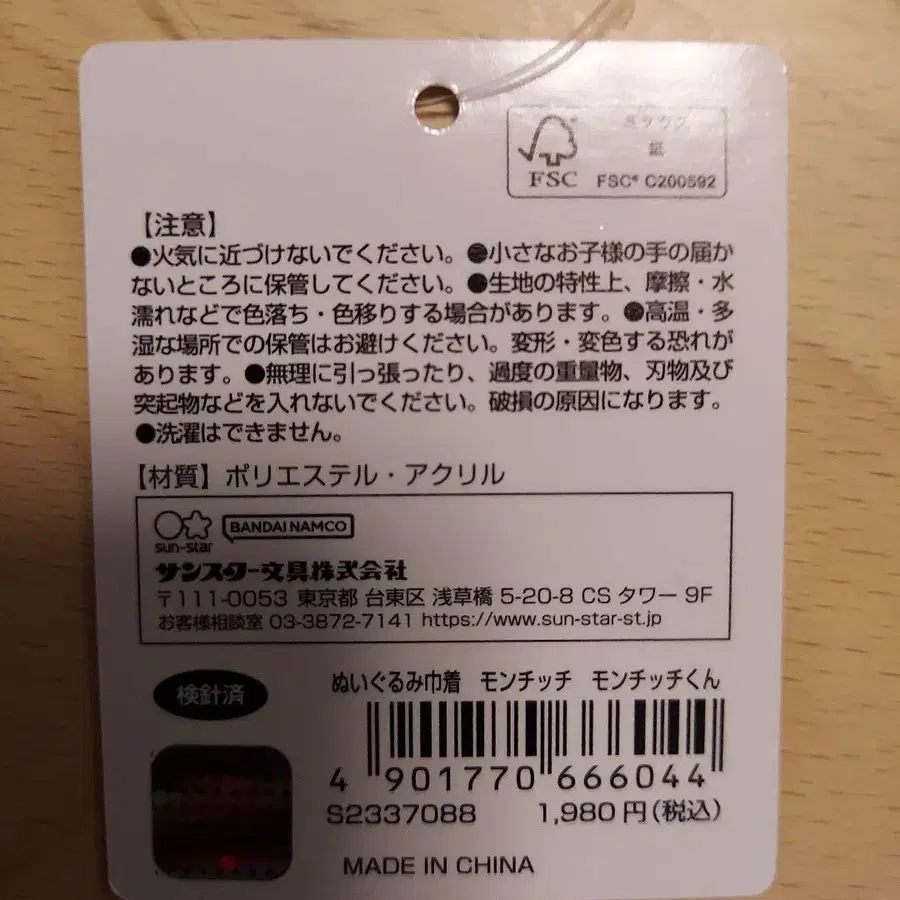 ミックス
紙
FSC
FSC® C200592
【注意】
●火気に近づけないでください。●小さなお子様の手の届か
ないところに保管してください。●生地の特性上、摩擦・水
濡れなどで色落ち・色移りする場合があります。●高温・多
湿な場所での保管はお避けください。変形・変色する恐れが
あります。●無理に引っ張ったり、過度の重量物、刃物及び
突起物などを入れないでください。破損の原因になります。
●洗濯はできません。
【材質】ポリエステル・アクリル
sun-star
BANDAI NAMCO
サンスター文具株式会社
〒111-0053 東京都 台東区 浅草橋 5-20-8 CS タワー 9F
お客様相談室 03-3872-7141 https://www.sun-star-st.jp
検針済
ぬいぐるみ巾着 モンチッチ モンチッチくん
4 901770 666044
S2337088 1,980円(税込)
MADE IN CHINA